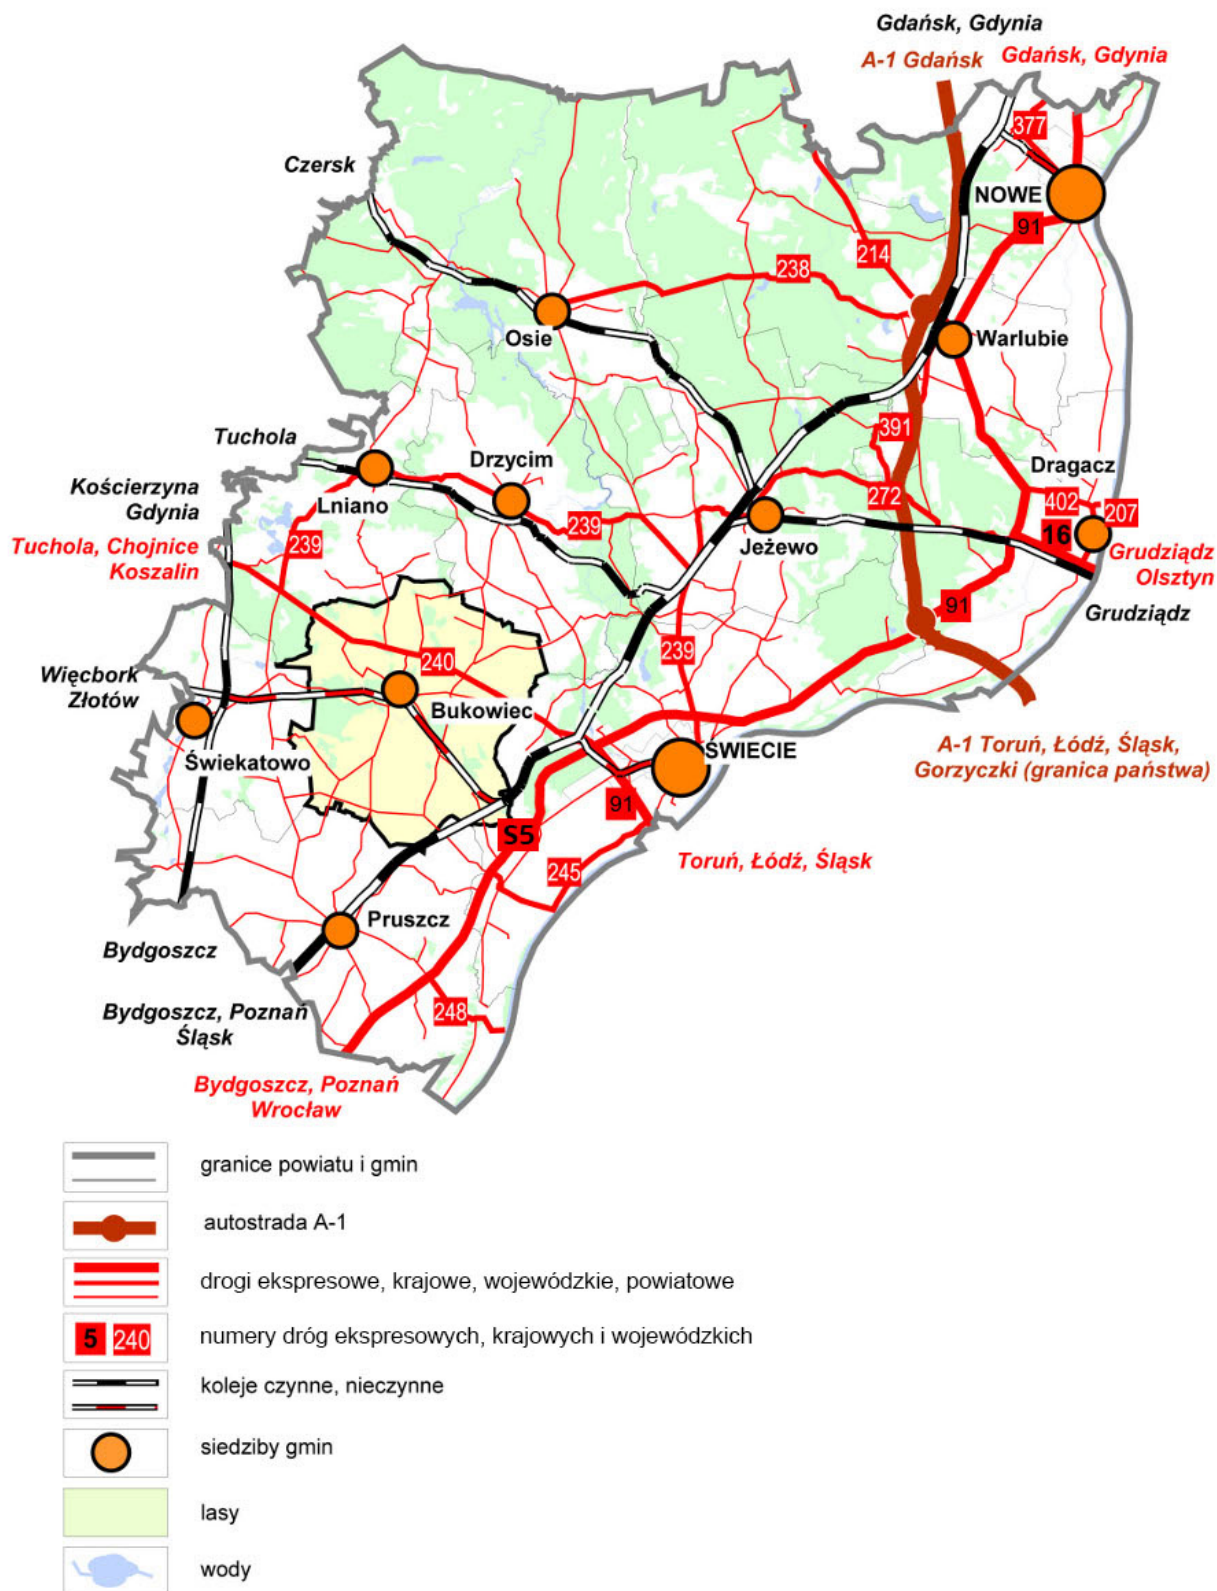 Gdańsk, Gdynia
A-1 Gdańsk
Gdańsk, Gdynia
377
Czersk
NOWE
91
214
238
Osie
Warlubie
391
Tuchola
Drzycim
Dragacz
Kościerzyna
Gdynia
Lniano
272
402
207
239
239
16
Jeżewo
Tuchola, Chojnice
Koszalin
Grudziądz
Olsztyn
91
Grudziądz
239
240
Więcbork
Złotów
Bukowiec
Świekatowo
ŚWIECIE
A-1 Toruń, Łódź, Śląsk,
Gorzyczki (granica państwa)
91
S5
Toruń, Łódź, Śląsk
245
Pruszcz
Bydgoszcz
248
Bydgoszcz, Poznań
Śląsk
Bydgoszcz, Poznań
Wrocław
granice powiatu i gmin
autostrada A-1
drogi ekspresowe, krajowe, wojewódzkie, powiatowe
5 240 numery dróg ekspresowych, krajowych i wojewódzkich
koleje czynne, nieczynne
siedziby gmin
lasy
wody